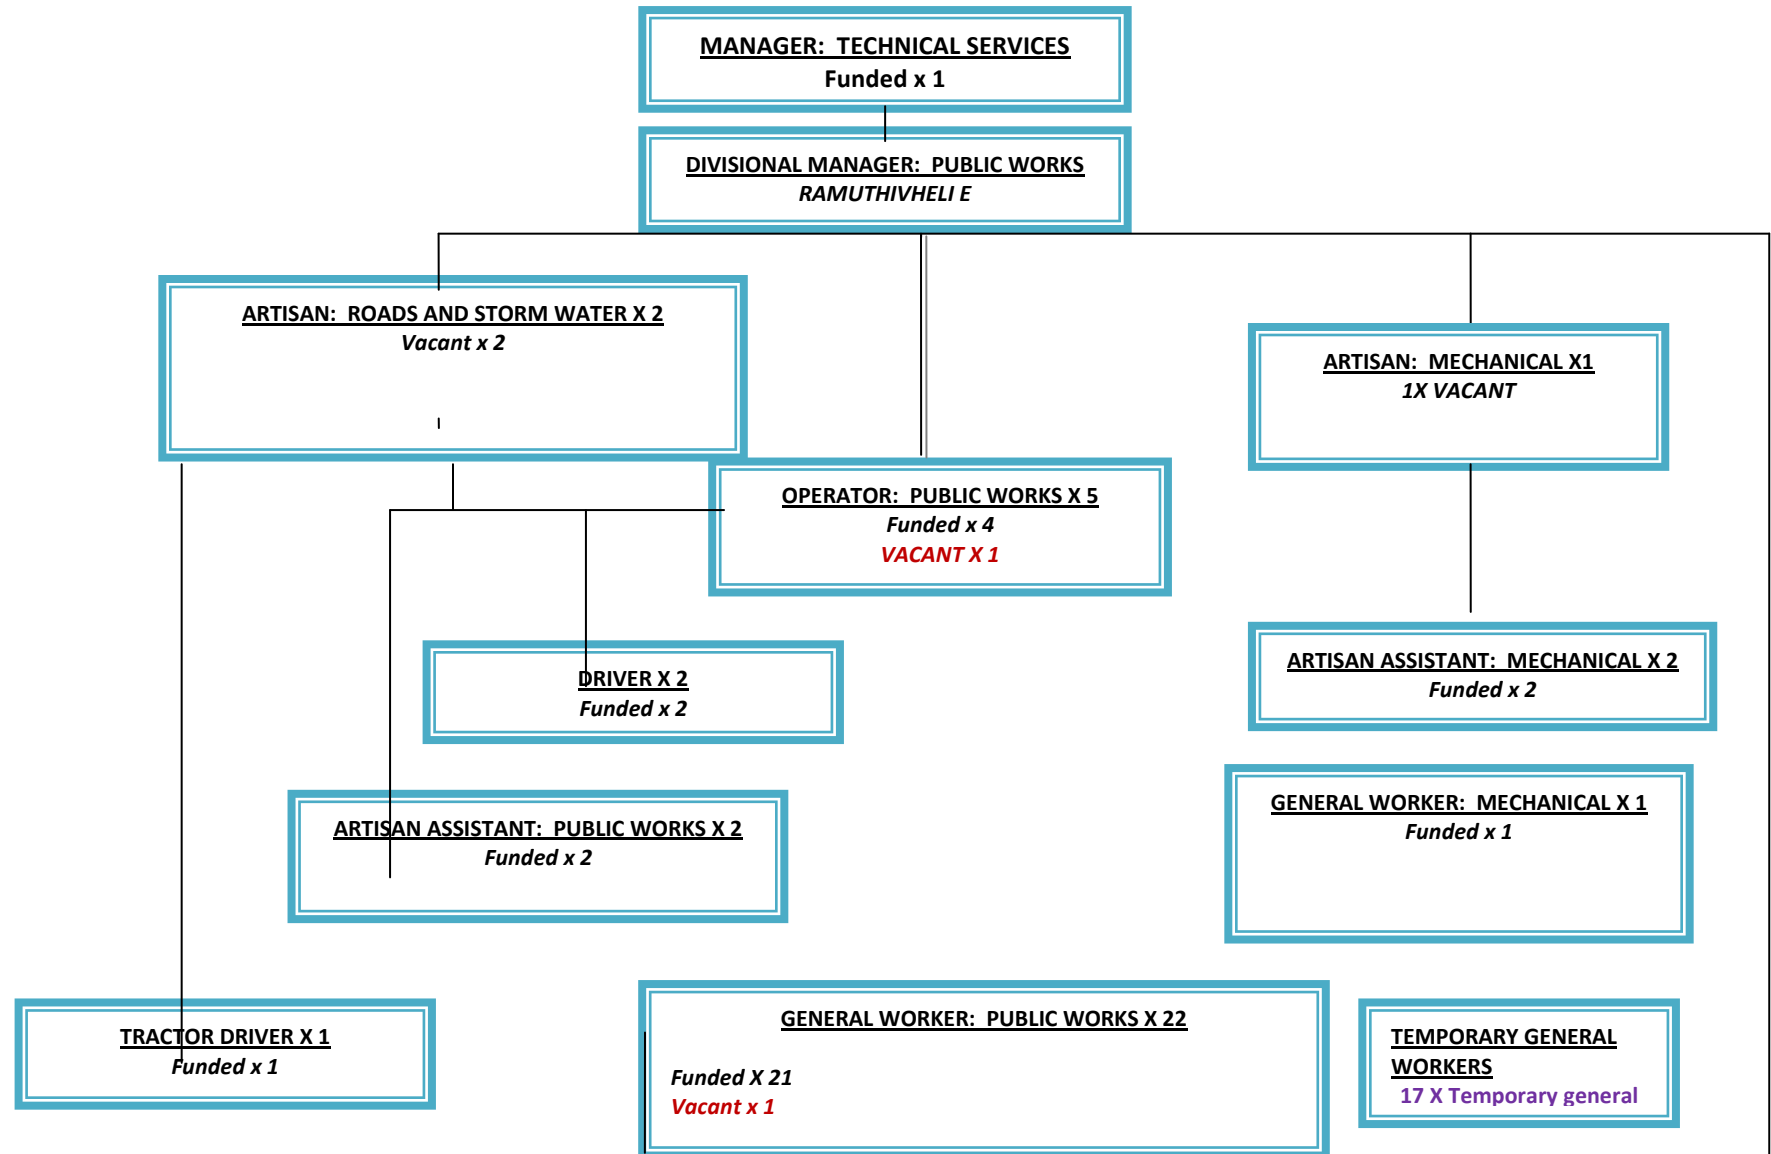 MANAGER: TECHNICAL SERVICES
Funded x 1
DIVISIONAL MANAGER: PUBLIC WORKS
RAMUTHIVHELI E
ARTISAN: ROADS AND STORM WATER X 2
Vacant x 2
ARTISAN: MECHANICAL X1
1X VACANT
OPERATOR: PUBLIC WORKS X 5
Funded x 4
VACANT X 1
DRIVER X 2
Funded x 2
ARTISAN ASSISTANT: MECHANICAL X 2
Funded x 2
ARTISAN ASSISTANT: PUBLIC WORKS X 2
Funded x 2
GENERAL WORKER: MECHANICAL X 1
Funded x 1
TRACTOR DRIVER X 1
Funded x 1
GENERAL WORKER: PUBLIC WORKS X 22
Funded X 21
Vacant x 1
TEMPORARY GENERAL
WORKERS
17 X Temporary general